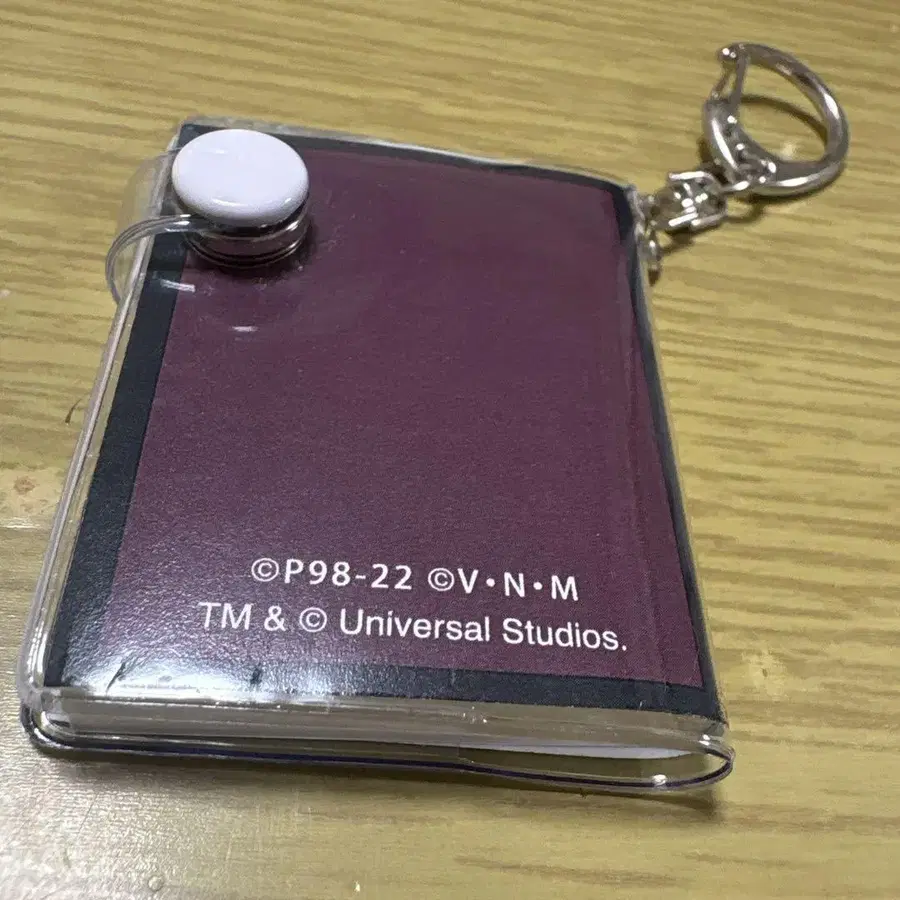 ©P98-22 ©V・N・M
TM & © Universal Studios.